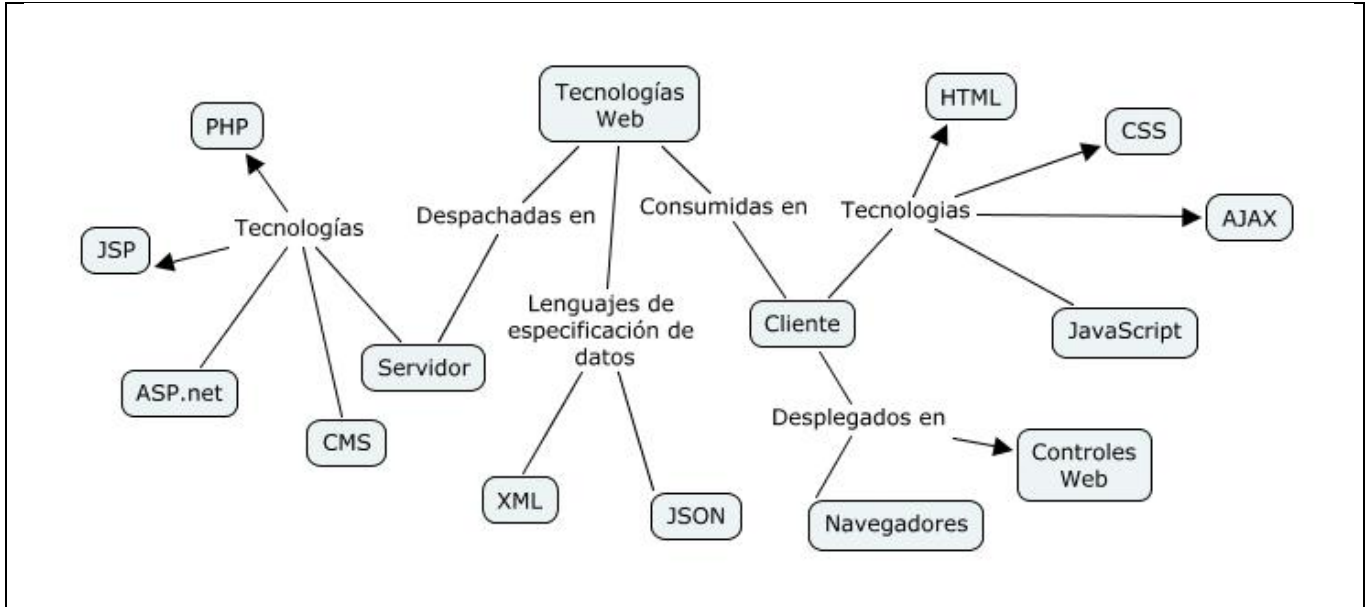 Tecnologías
Web
HTML
PHP
CSS
Despachadas en
Consumidas en
Tecnologias
AJAX
Tecnologías
JSP
Lenguajes de
especificación de
datos
Cliente
JavaScript
Servidor
ASP.net
CMS
Desplegados en
Controles
Web
XML
JSON
Navegadores